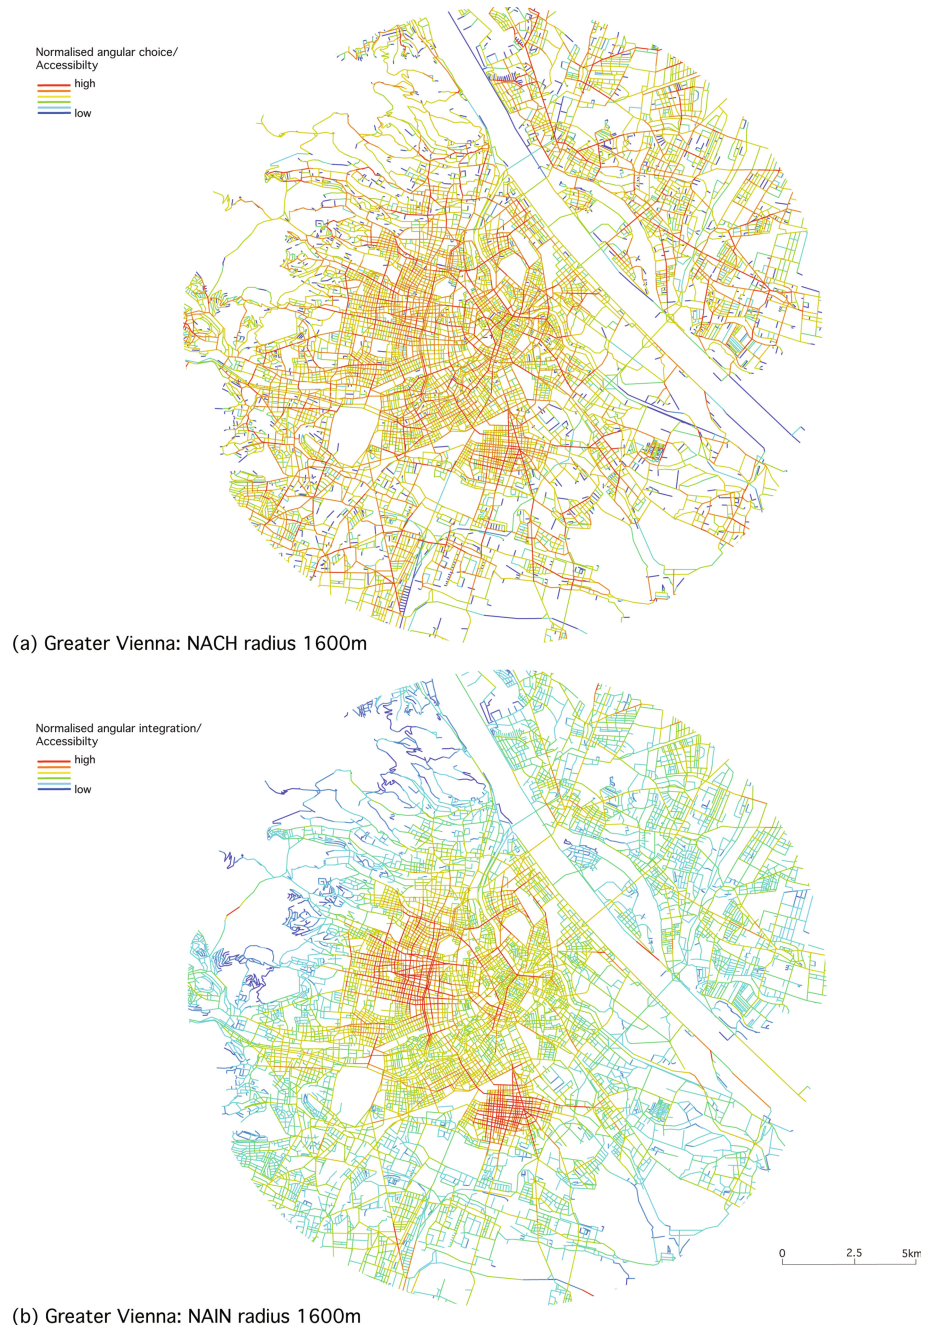 Normalised angular choice/
Accessibilty
high
low
(a) Greater Vienna: NACH radius 1600m
Normalised angular integration/
Accessibilty
high
low
0 2.5 5km
(b) Greater Vienna: NAIN radius 1600m